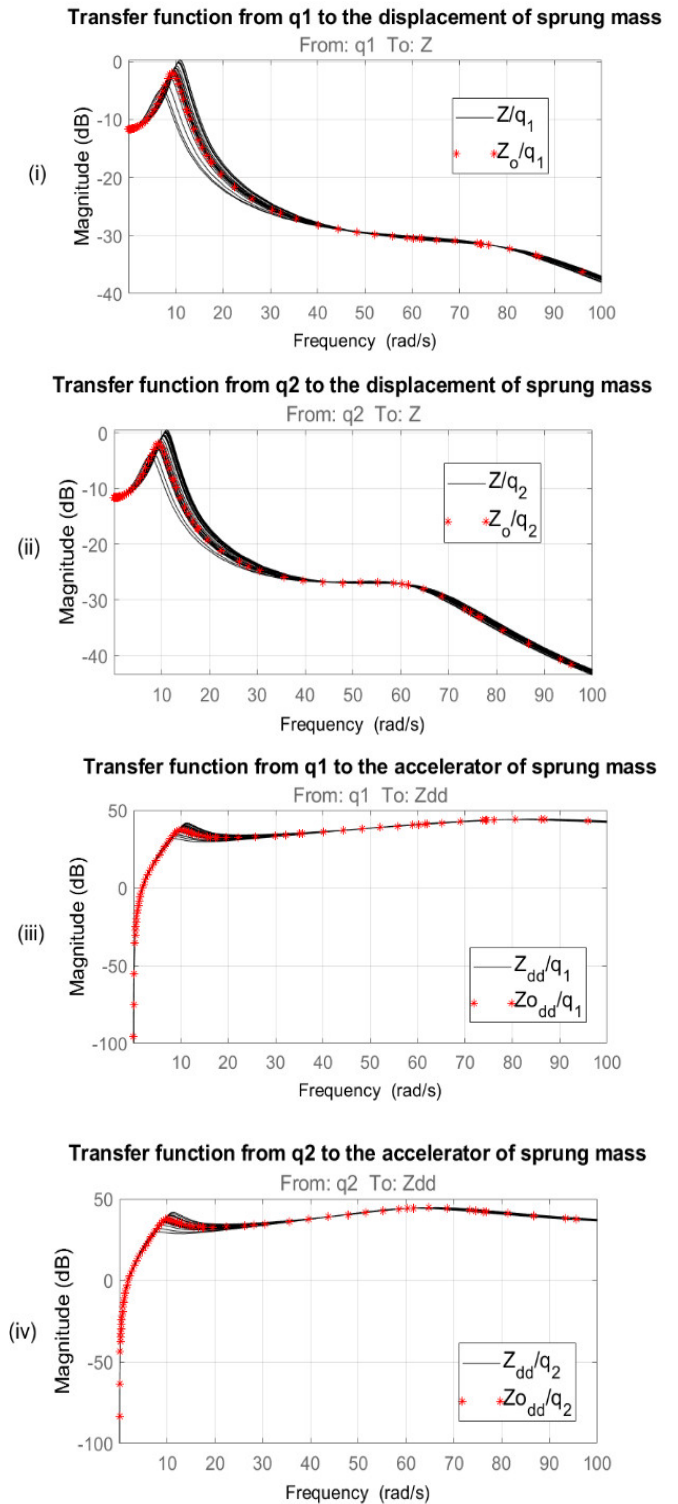 Transfer function from q1 to the displacement of sprung mass
From: q1 To: Z
0
-10
-20
-30
-40
Magnitude (dB)
(i)
Z/q1
Zo/q1
10 20 30 40 50 60 70 80 90 100
Frequency (rad/s)
Transfer function from q2 to the displacement of sprung mass
From: q2 To: Z
0
-10
-20
-30
-40
Magnitude (dB)
(ii)
Z/q2
Zo/q2
10 20 30 40 50 60 70 80 90 100
Frequency (rad/s)
Transfer function from q1 to the accelerator of sprung mass
From: q1 To: Zdd
50
0
-50
-100
Magnitude (dB)
(iii)
Zdd/q1
Zodd/q1
10 20 30 40 50 60 70 80 90 100
Frequency (rad/s)
Transfer function from q2 to the accelerator of sprung mass
From: q2 To: Zdd
50
0
-50
-100
Magnitude (dB)
(iv)
Zdd/q2
Zodd/q2
10 20 30 40 50 60 70 80 90 100
Frequency (rad/s)